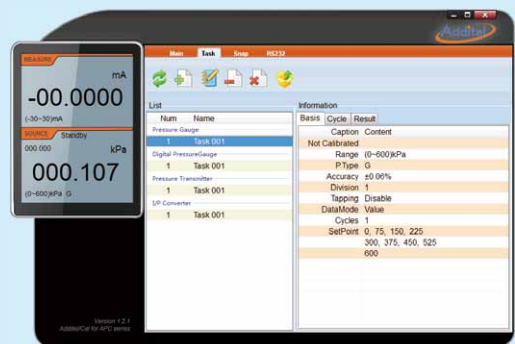 Additel
Main Task Snap RS232
MEASURE
mA
-00.0000
(-30~30)mA
SOURCE Standby
000.000 kPa
000.107
(0~600)kPa G
List
Num Name
Pressure Gauge
1 Task 001
Digital PressureGauge
1 Task 001
Pressure Transmitter
1 Task 001
I/P Converter
1 Task 001
Information
Basis Cycle Result
Caption Content
Not Calibrated
Range (0~600)kPa
P.Type G
Accuracy ±0.06%
Division 1
Tapping Disable
DataMode Value
Cycles 1
SetPoint 0, 75, 150, 225
300, 375, 450, 525
600
Version 1.2.1
Additel/Cal for APC series